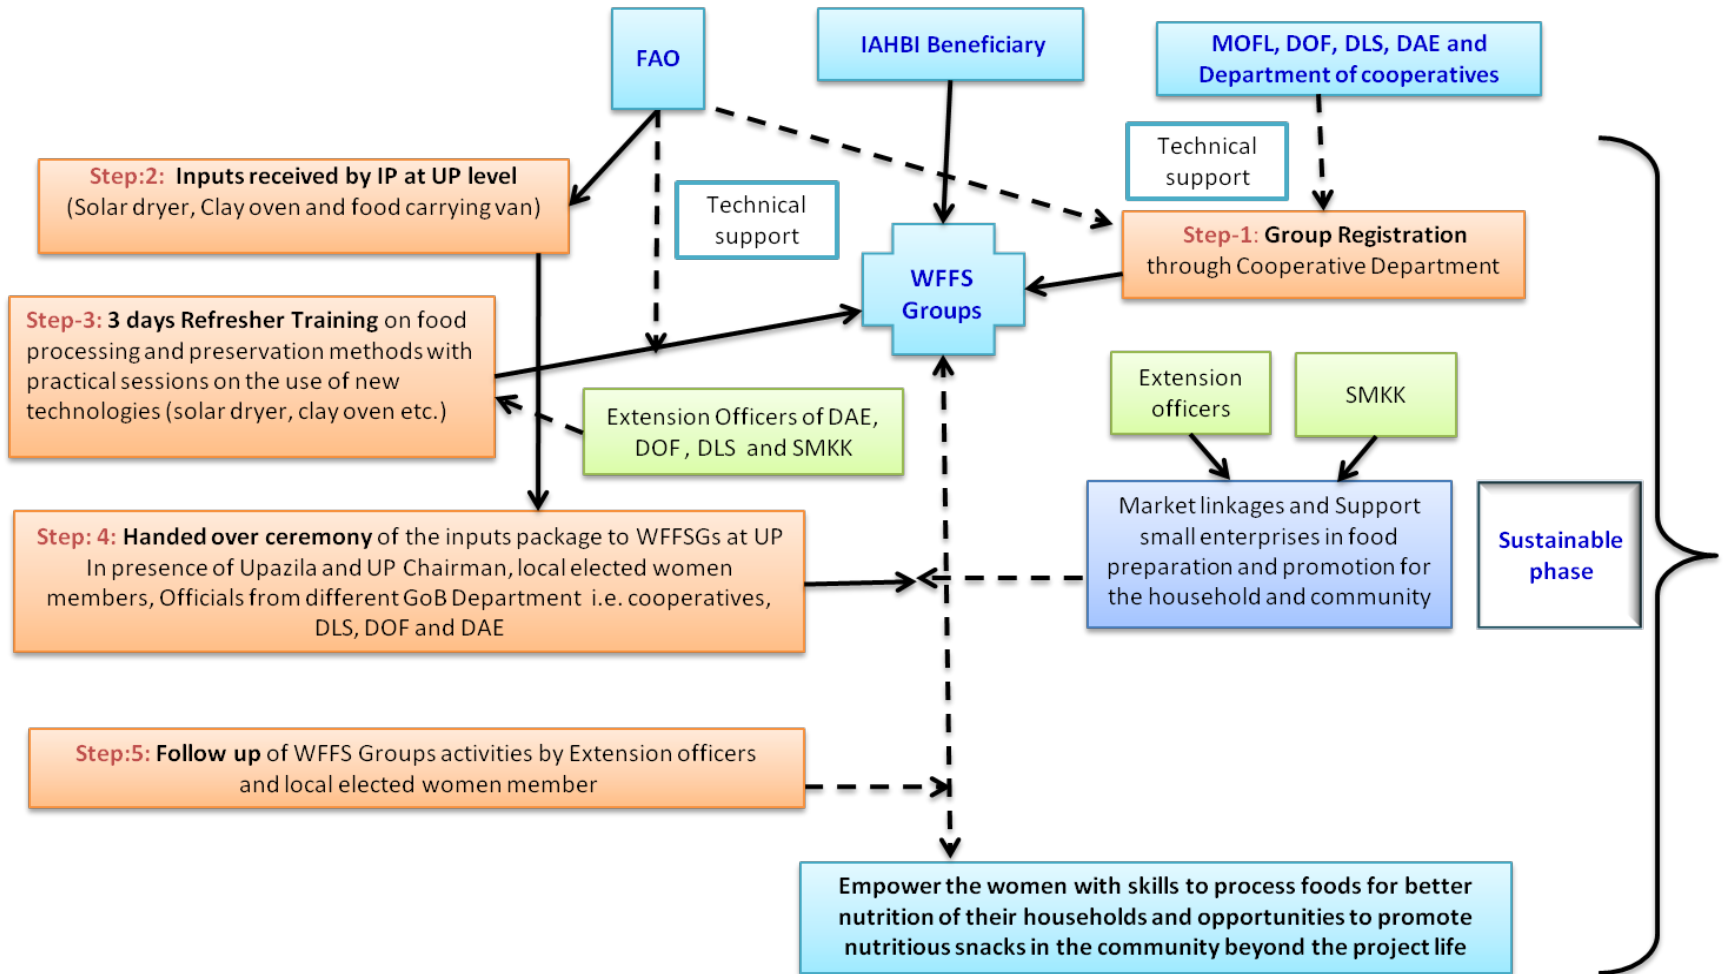 FAO
IAHBI Beneficiary
MOFL, DOF, DLS, DAE and
Department of cooperatives
Technical
support
Step:2: Inputs received by IP at UP level
(Solar dryer, Clay oven and food carrying van)
Technical
support
Step-1: Group Registration
through Cooperative Department
WFFS
Groups
Step-3: 3 days Refresher Training on food
processing and preservation methods with
practical sessions on the use of new
technologies (solar dryer, clay oven etc.)
Extension
officers
SMKK
Extension Officers of DAE,
DOF , DLS and SMKK
Step: 4: Handed over ceremony of the inputs package to WFFSGs at UP
In presence of Upazila and UP Chairman, local elected women
members, Officials from different GoB Department i.e. cooperatives,
DLS, DOF and DAE
Market linkages and Support
small enterprises in food
preparation and promotion for
the household and community
Sustainable
phase
Step:5: Follow up of WFFS Groups activities by Extension officers
and local elected women member
Empower the women with skills to process foods for better
nutrition of their households and opportunities to promote
nutritious snacks in the community beyond the project life